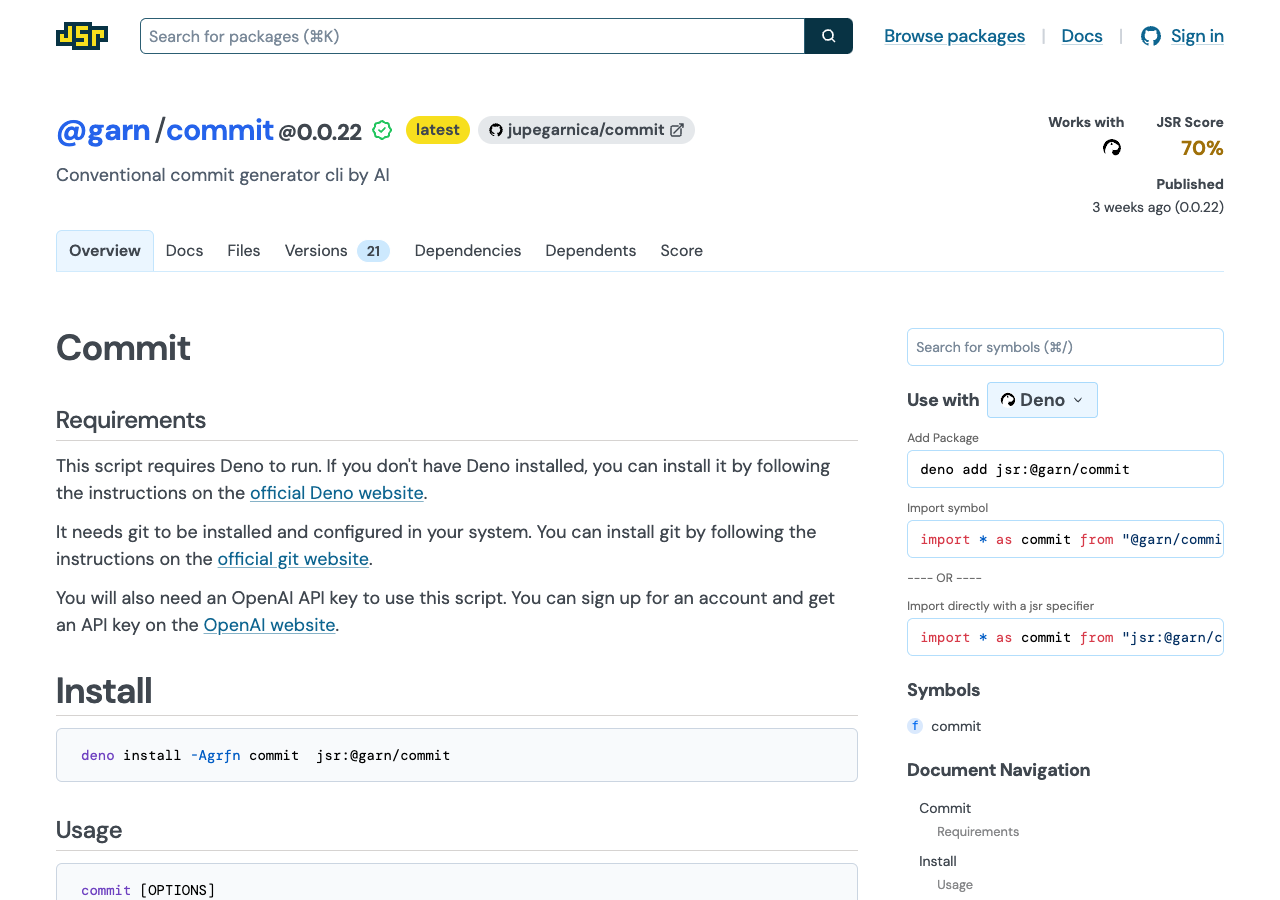 JSR
Search for packages (⌘K)
Browse packages | Docs | Sign in
@garn/commit@0.0.22 latest jupegarnica/commit
Conventional commit generator cli by AI
Works with
JSR Score
70%
Published
3 weeks ago (0.0.22)
Overview Docs Files Versions 21 Dependencies Dependents Score
Commit
Requirements
This script requires Deno to run. If you don't have Deno installed, you can install it by following
the instructions on the official Deno website.
It needs git to be installed and configured in your system. You can install git by following the
instructions on the official git website.
You will also need an OpenAI API key to use this script. You can sign up for an account and get
an API key on the OpenAI website.
Install
deno install -Agrfn commit  jsr:@garn/commit
Usage
commit [OPTIONS]
Search for symbols (⌘/)
Use with Deno
Add Package
deno add jsr:@garn/commit
Import symbol
import * as commit from "@garn/commi
---- OR ----
Import directly with a jsr specifier
import * as commit from "jsr:@garn/c
Symbols
f commit
Document Navigation
Commit
Requirements
Install
Usage